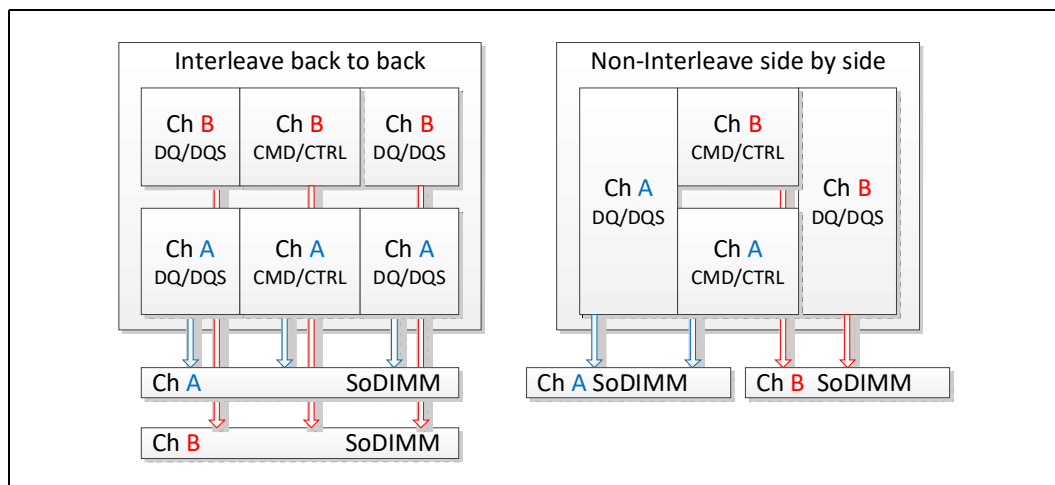 Interleave back to back
Ch B
DQ/DQS
Ch B
CMD/CTRL
Ch B
DQ/DQS
Ch A
DQ/DQS
Ch A
CMD/CTRL
Ch A
DQ/DQS
Ch A SoDIMM
Ch B SoDIMM
Non-Interleave side by side
Ch A
DQ/DQS
Ch B
CMD/CTRL
Ch A
CMD/CTRL
Ch B
DQ/DQS
Ch A SoDIMM
Ch B SoDIMM